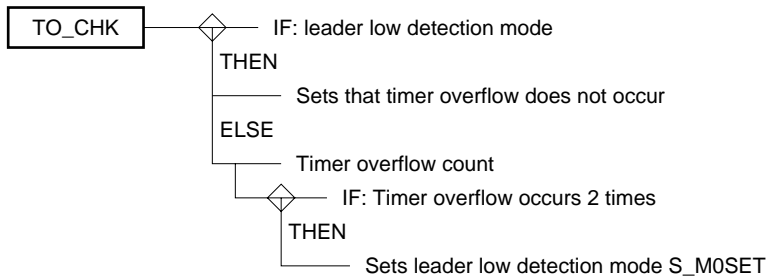 TO_CHK
IF: leader low detection mode
THEN
Sets that timer overflow does not occur
ELSE
Timer overflow count
IF: Timer overflow occurs 2 times
THEN
Sets leader low detection mode S_M0SET